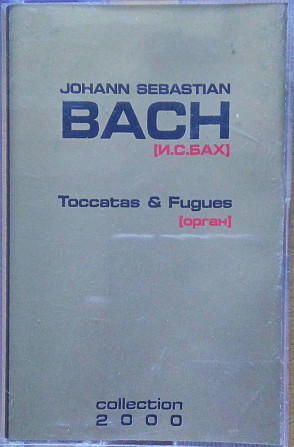 JOHANN SEBASTIAN
BACH
[И.С.БАХ]
Toccatas & Fugues
[орган]
collection
2000